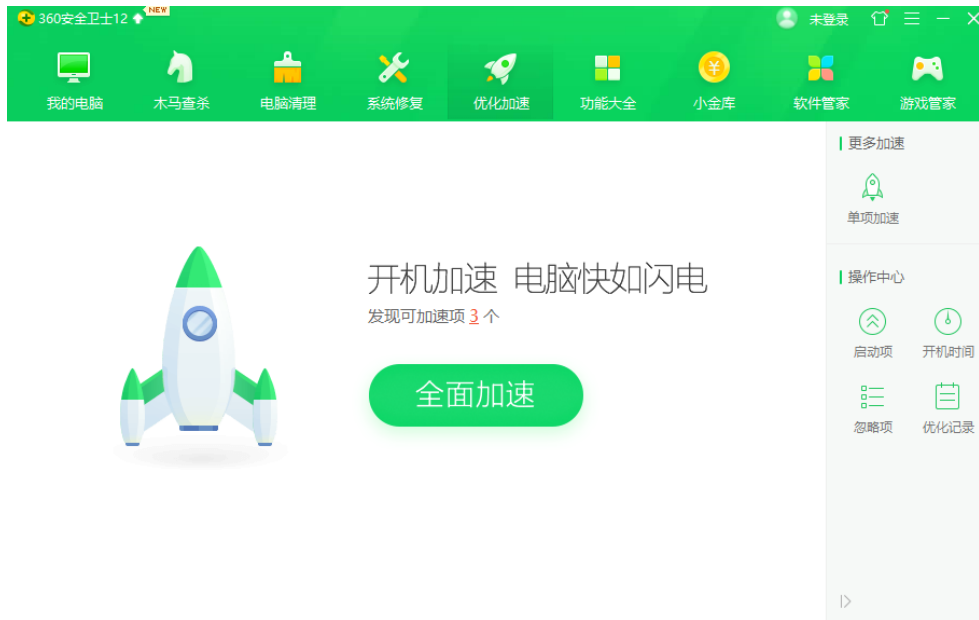 360安全卫士12 NEW 未登录
我的电脑 木马查杀 电脑清理 系统修复 优化加速 功能大全 小金库 软件管家 游戏管家
开机加速 电脑快如闪电
发现可加速项 3 个
全面加速
更多加速
单项加速
操作中心
启动项 开机时间
忽略项 优化记录